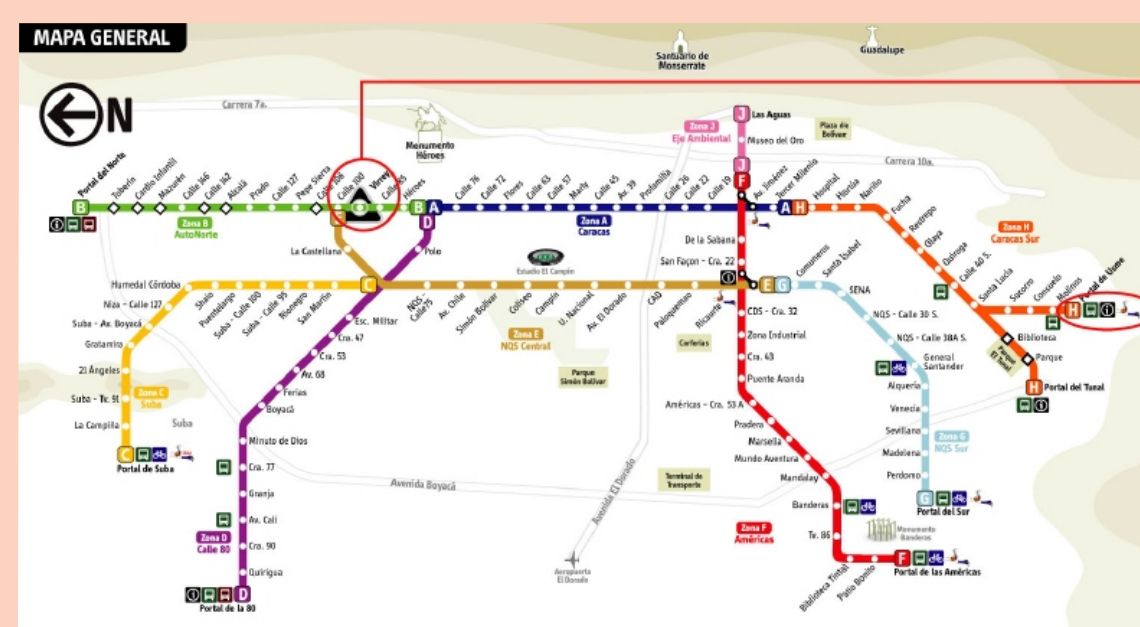 MAPA GENERAL
N
Santuario de
Monserrate
Guadalupe
Carrera 7a.
Monumento
Héroes
Zona J
Eje Ambiental
J
Las Aguas
Museo del Oro
J
F
Plaza de
Bolívar
Carrera 10a.
Portal del Norte
B
Toberín
Cardio Infantil
Mazurén
Calle 146
Calle 142
Alcalá
Prado
Calle 127
Pepe Sierra
Calle 106
Calle 100
Virrey
Calle 85
Héroes
B
A
Calle 76
Calle 72
Flores
Calle 63
Calle 57
Marly
Calle 45
Av. 39
Profamilia
Calle 26
Calle 22
Calle 19
Av. Jiménez
Tercer Milenio
A
H
Hospital
Hortúa
Nariño
Fucha
Restrepo
Olaya
Quiroga
Calle 40 S.
Santa Lucía
Socorro
Consuelo
Molinos
H
Portal de Usme
Biblioteca
Parque
Parque
El Tunal
H
Portal del Tunal
Zona B
AutoNorte
Zona A
Caracas
Zona H
Caracas Sur
E
D
La Castellana
Polo
Estadio El Campín
De la Sabana
San Façon - Cra. 22
Humedal Córdoba
Niza - Calle 127
Suba - Av. Boyacá
Gratamira
21 Ángeles
Suba - Tv. 91
La Campiña
C
Portal de Suba
Zona C
Suba
Suba
Shaio
Puentelargo
Suba - Calle 100
Suba - Calle 95
Rionegro
San Martín
C
NQS
Calle 75
Av. Chile
Simón Bolívar
Coliseo
Campín
U. Nacional
Av. El Dorado
CAD
Paloquemao
Ricaurte
E
G
Comuneros
Santa Isabel
SENA
NQS - Calle 30 S.
NQS - Calle 38A S.
General
Santander
Alquería
Venecia
Sevillana
Madelena
Perdomo
G
Portal del Sur
Zona G
NQS Sur
Zona E
NQS Central
Parque
Simón Bolívar
Corferias
Esc. Militar
Cra. 47
Cra. 53
Av. 68
Ferias
Boyacá
Minuto de Dios
Cra. 77
Granja
Av. Cali
Cra. 90
Quirigua
D
Portal de la 80
Zona D
Calle 80
Avenida Boyacá
Avenida El Dorado
Aeropuerto
El Dorado
Terminal de
Transporte
CDS - Cra. 32
Zona Industrial
Cra. 43
Puente Aranda
Américas - Cra. 53 A
Pradera
Marsella
Mundo Aventura
Mandalay
Banderas
Tv. 86
Biblioteca Tintal
Patio Bonito
F
Portal de las Américas
Zona F
Américas
Monumento
Banderas